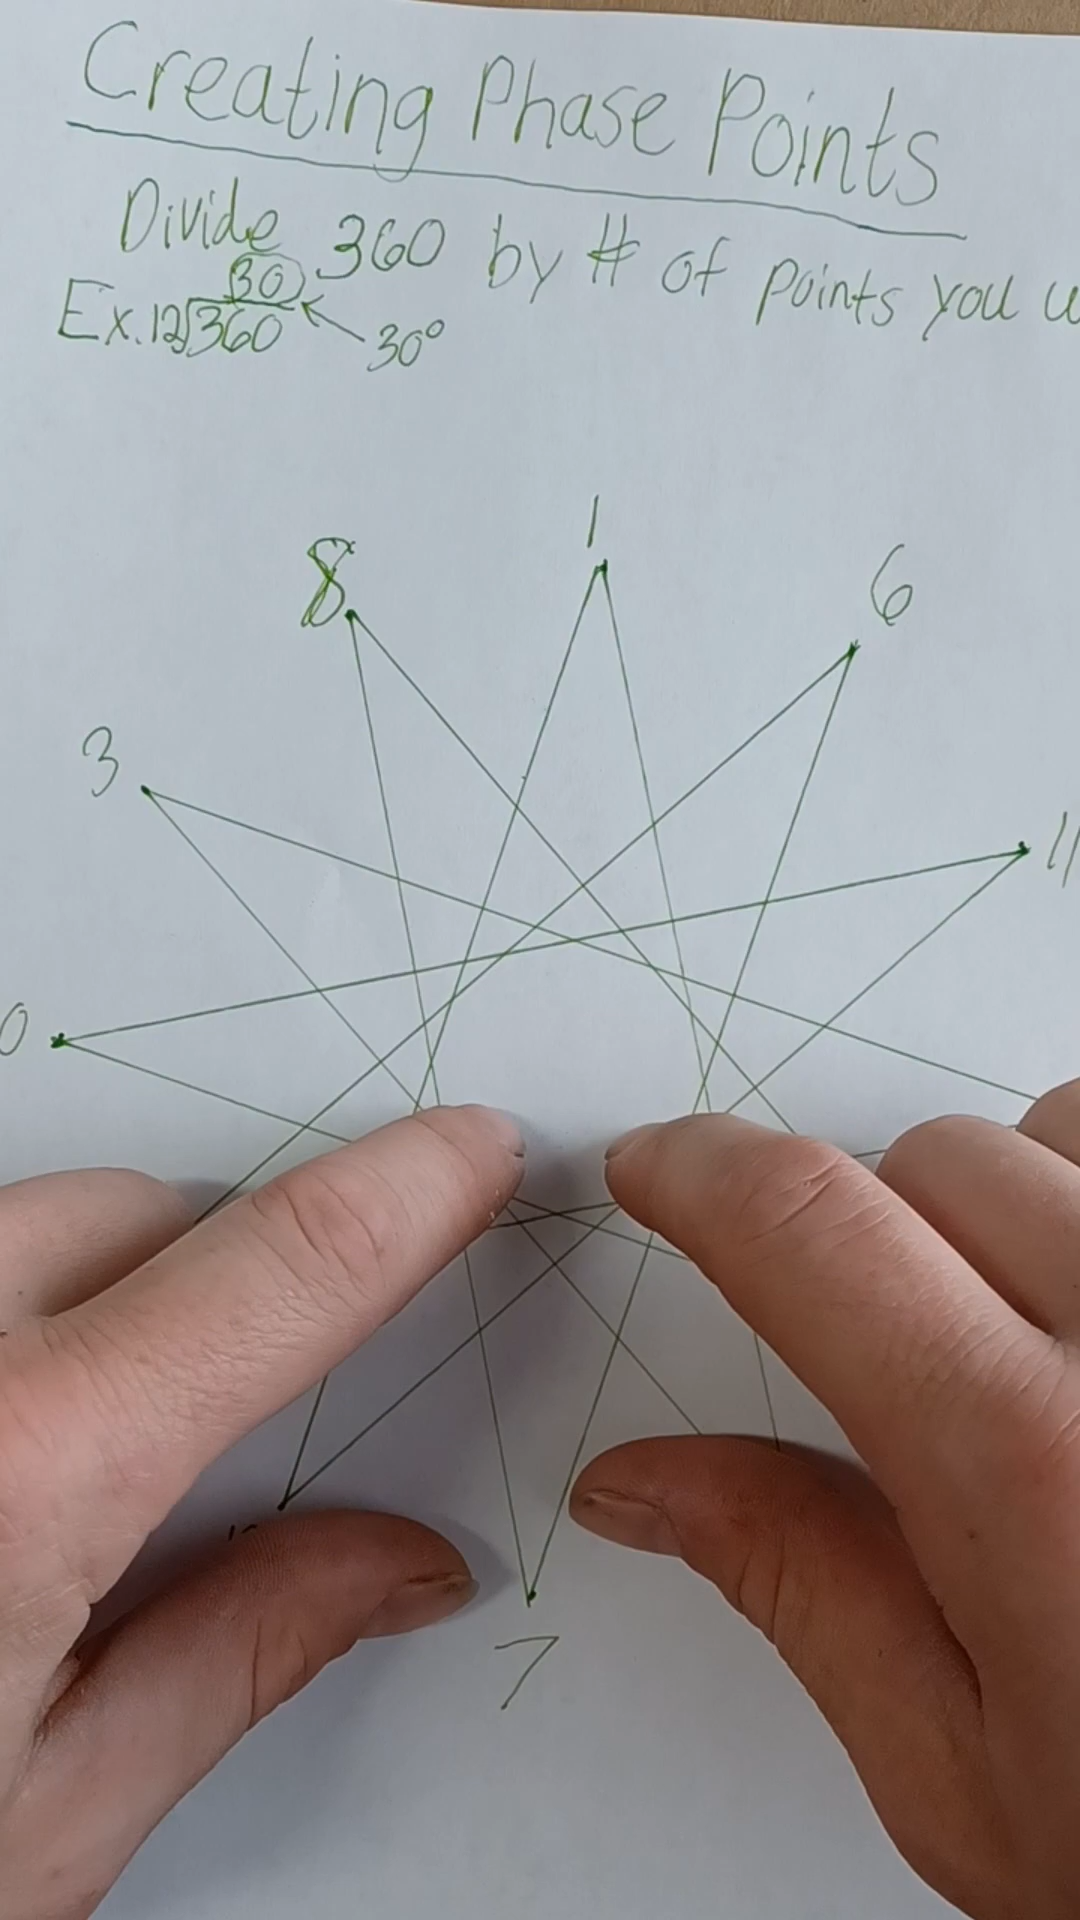 Creating Phase Points
Divide 360 by # of points you
30
Ex. 12)360 30°
1
8
6
3
11
0
7